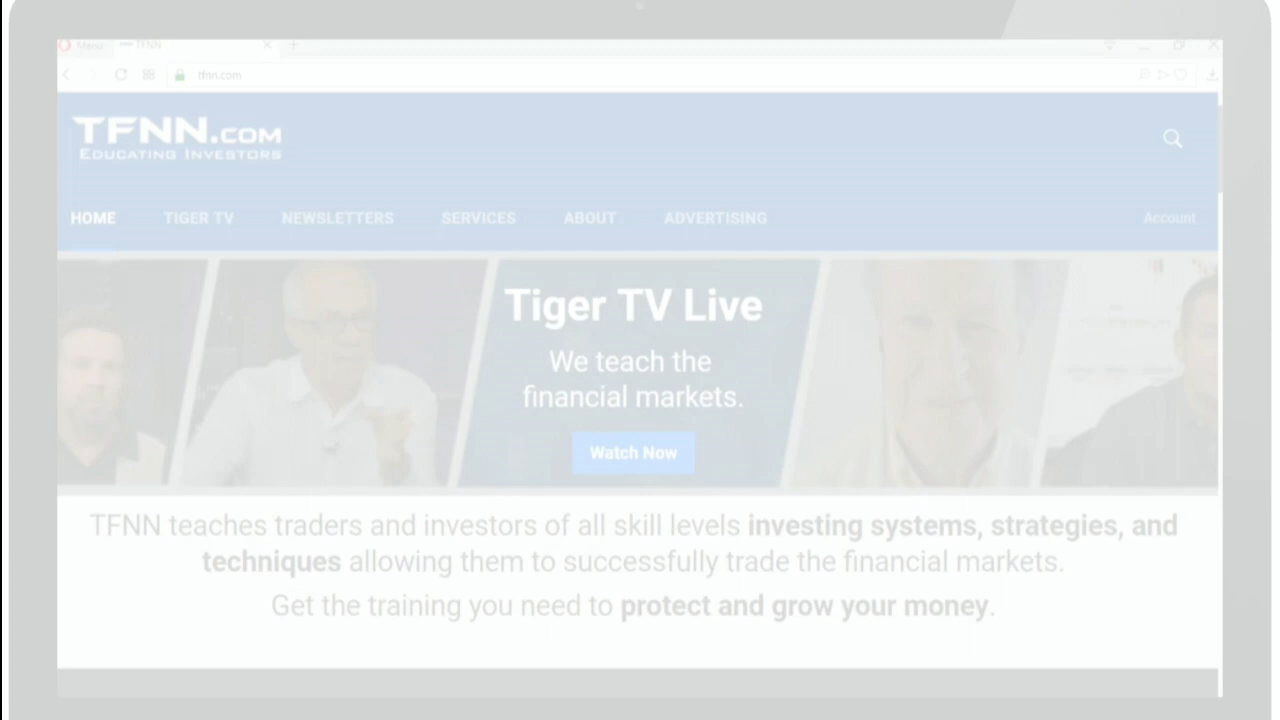 Menu
TFNN
tfnn.com
TFNN.COM
EDUCATING INVESTORS
HOME TIGER TV NEWSLETTERS SERVICES ABOUT ADVERTISING Account
Tiger TV Live
We teach the
financial markets.
Watch Now
TFNN teaches traders and investors of all skill levels investing systems, strategies, and
techniques allowing them to successfully trade the financial markets.
Get the training you need to protect and grow your money.